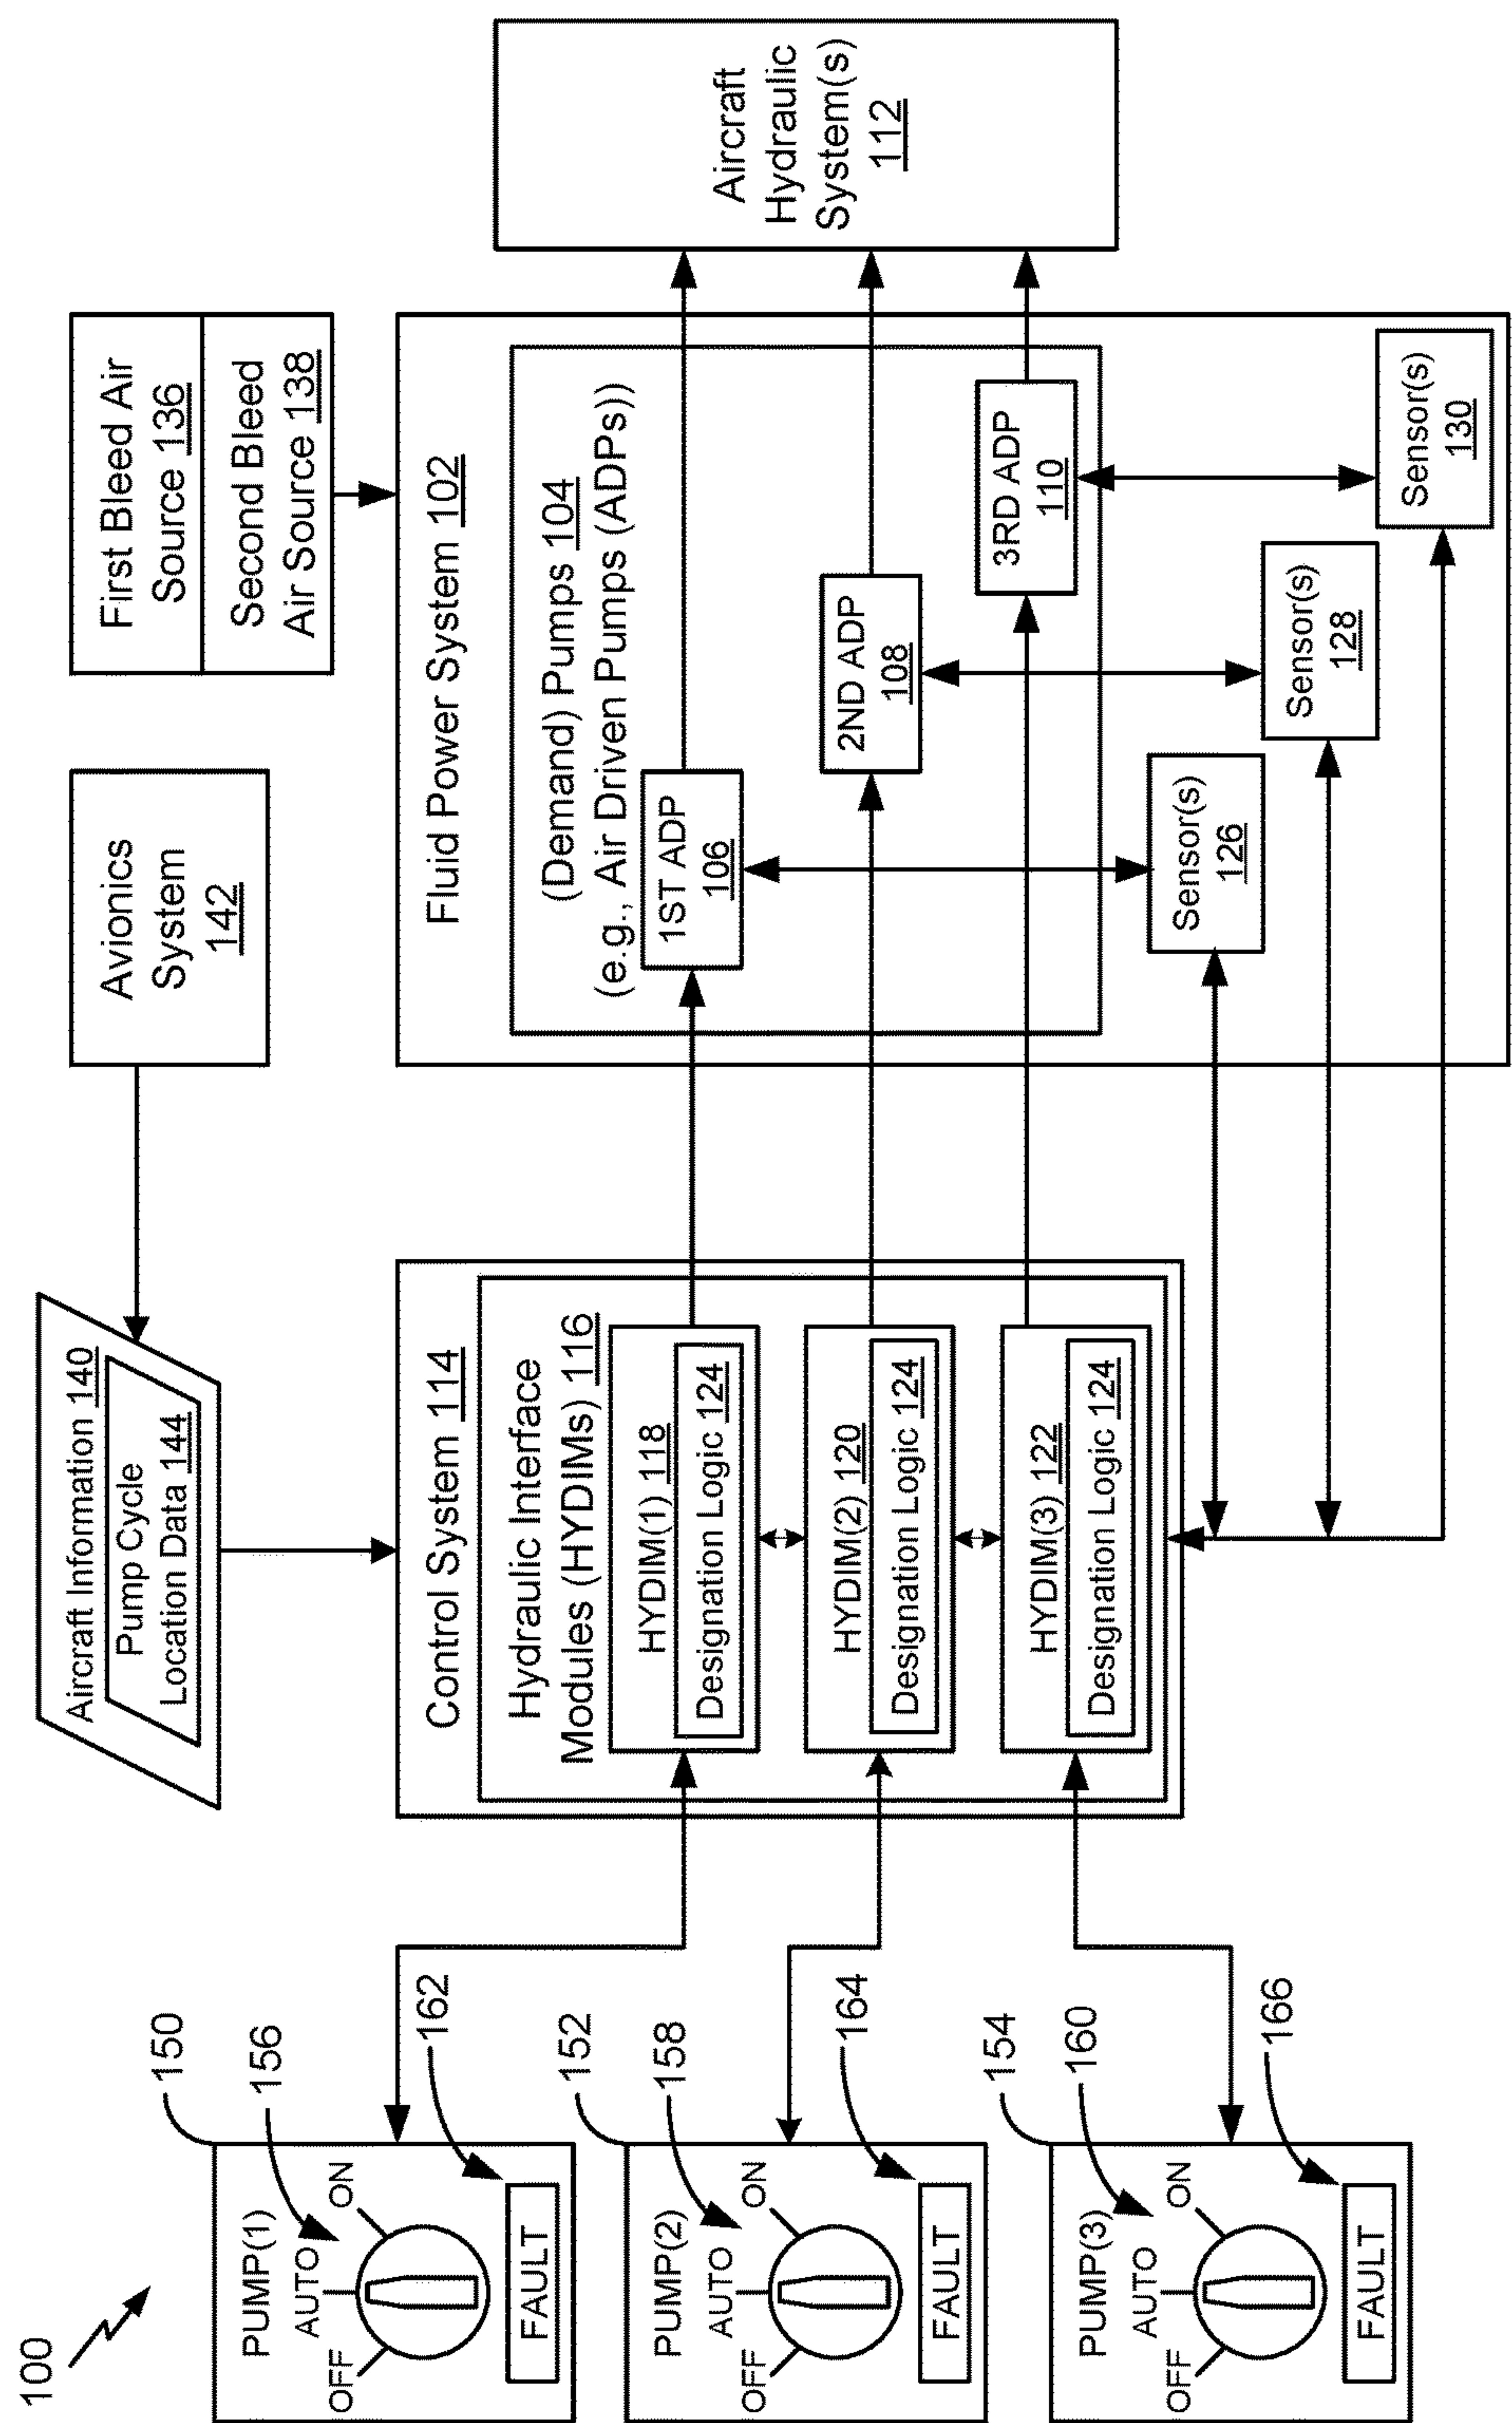 100
Aircraft Information 140
Pump Cycle
Location Data 144
Avionics
System
142
First Bleed Air
Source 136
Second Bleed
Air Source 138
150
PUMP(1)
OFF
AUTO
ON
156
162
FAULT
152
PUMP(2)
OFF
AUTO
ON
158
164
FAULT
154
PUMP(3)
OFF
AUTO
ON
160
166
FAULT
Control System 114
Hydraulic Interface
Modules (HYDIMs) 116
HYDIM(1) 118
Designation Logic 124
HYDIM(2) 120
Designation Logic 124
HYDIM(3) 122
Designation Logic 124
Fluid Power System 102
(Demand) Pumps 104
(e.g., Air Driven Pumps (ADPs))
1ST ADP
106
2ND ADP
108
3RD ADP
110
Sensor(s)
126
Sensor(s)
128
Sensor(s)
130
Aircraft
Hydraulic
System(s)
112